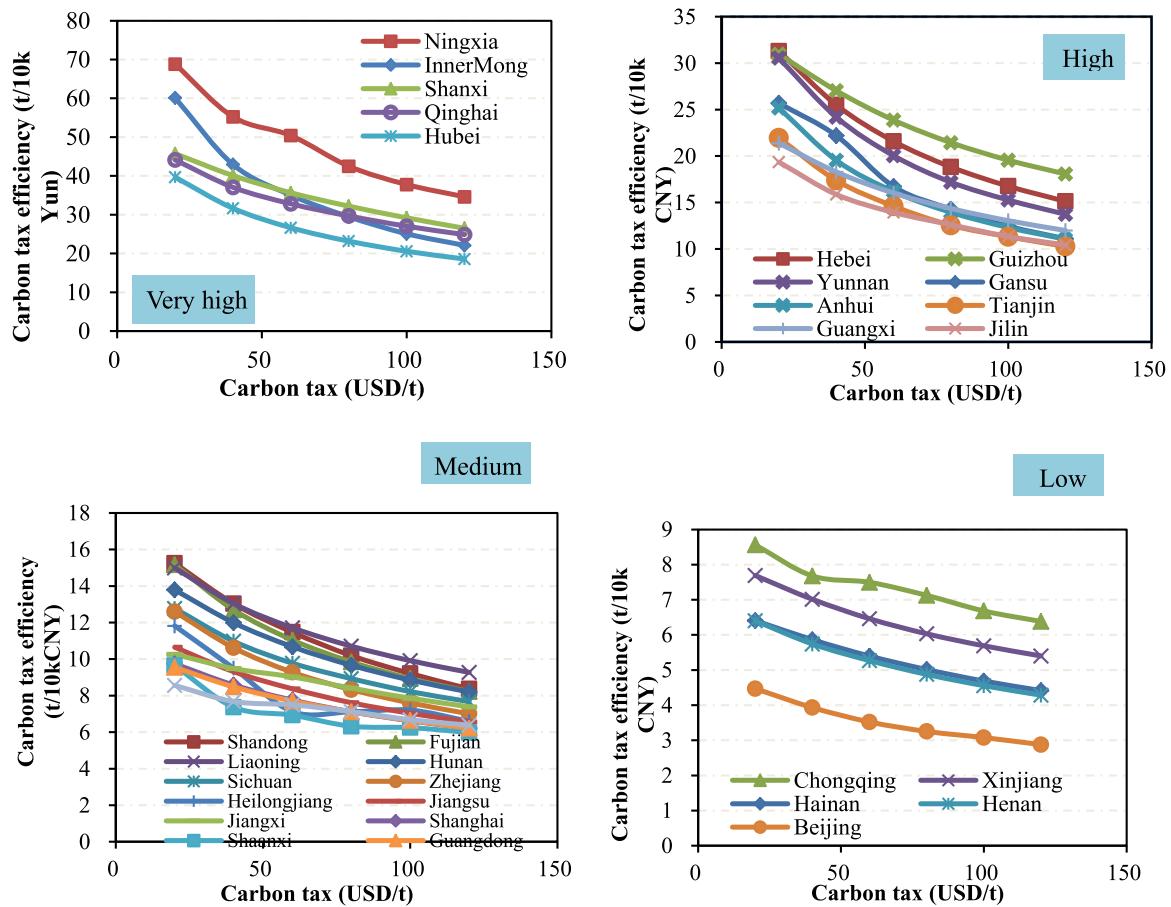 Carbon tax efficiency (t/10k
Yun)
80
70
60
50
40
30
20
10
0
Ningxia
InnerMong
Shanxi
Qinghai
Hubei
Very high
0
50
100
150
Carbon tax (USD/t)
Carbon tax efficiency (t/10k
CNY)
35
30
25
20
15
10
5
0
High
Hebei
Guizhou
Yunnan
Gansu
Anhui
Tianjin
Guangxi
Jilin
0
50
100
150
Carbon tax (USD/t)
Medium
Carbon tax efficiency
(t/10kCNY)
18
16
14
12
10
8
6
4
2
0
Shandong
Fujian
Liaoning
Hunan
Sichuan
Zhejiang
Heilongjiang
Jiangsu
Jiangxi
Shanghai
Shaanxi
Guangdong
0
50
100
150
Carbon tax (USD/t)
Low
Carbon tax efficiency (t/10k
CNY)
9
8
7
6
5
4
3
2
1
0
Chongqing
Xinjiang
Hainan
Henan
Beijing
0
50
100
150
Carbon tax (USD/t)